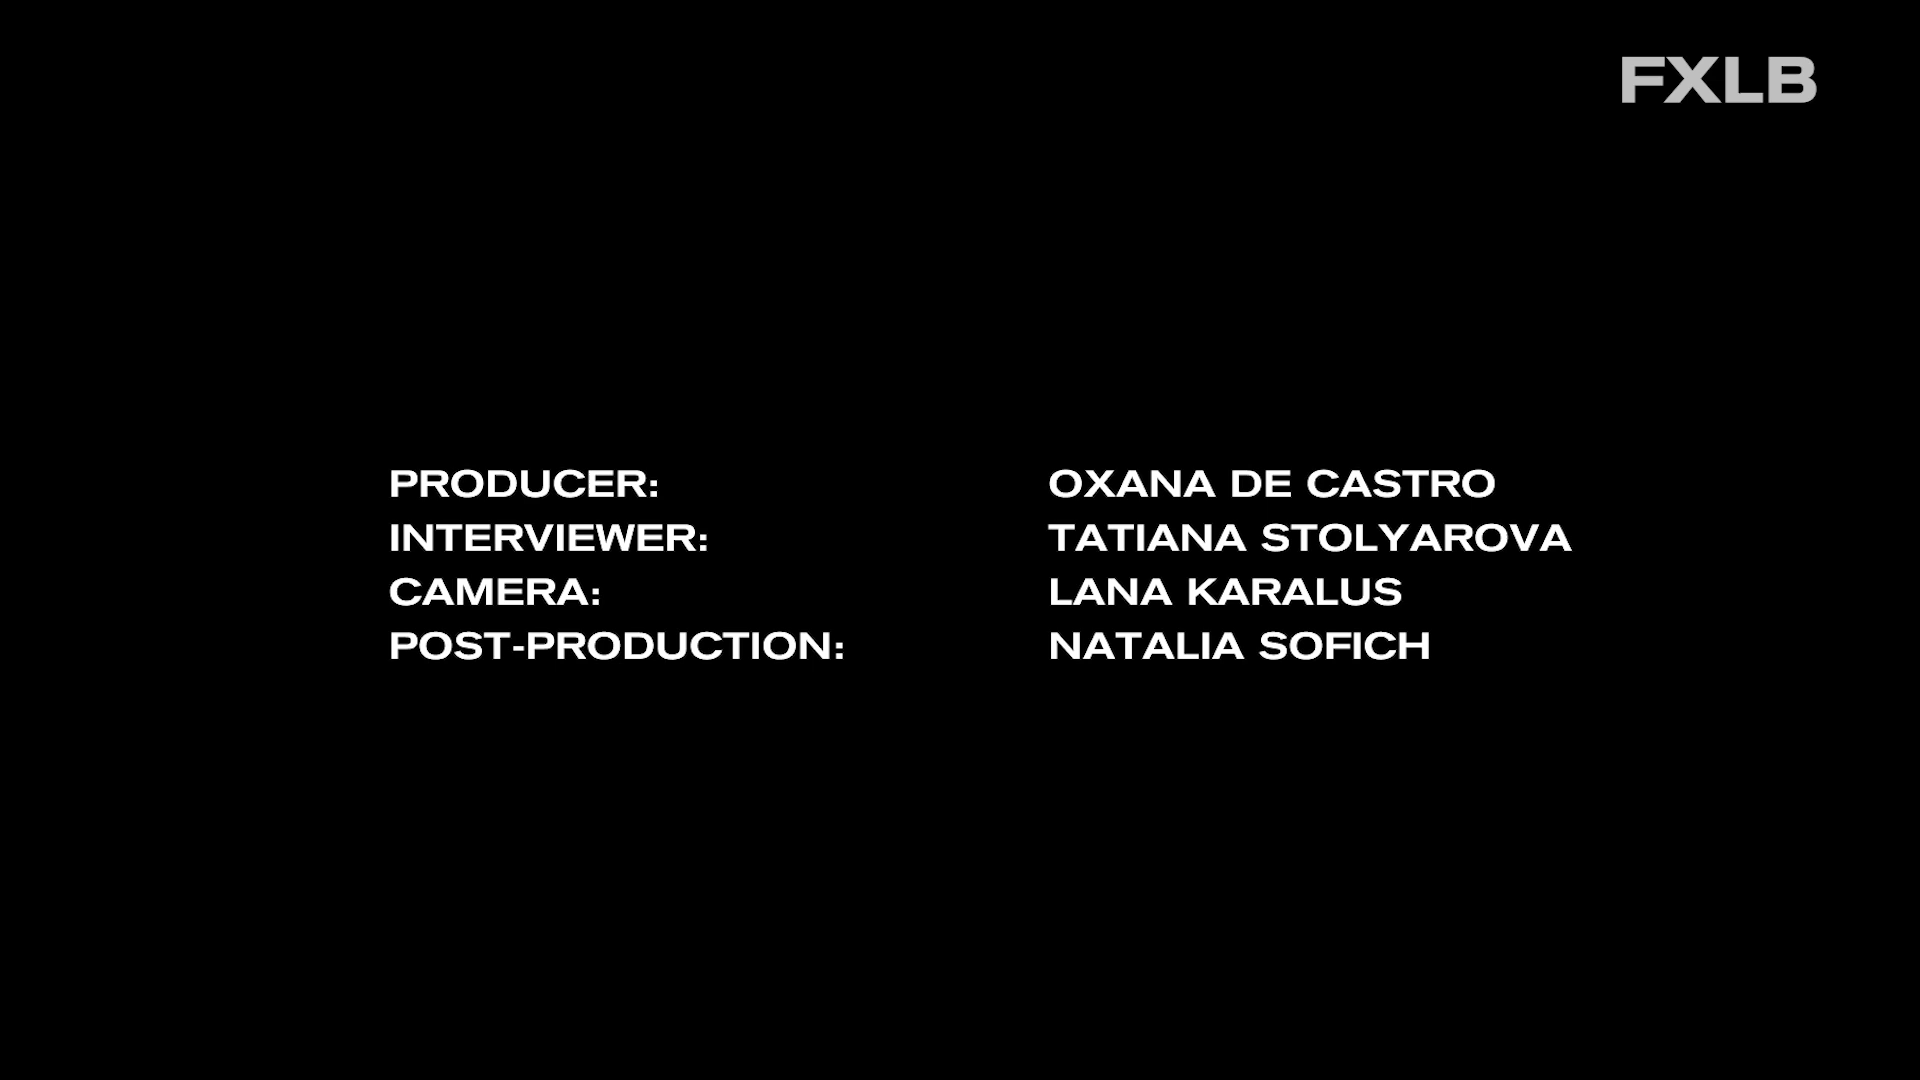 FXLB
PRODUCER: OXANA DE CASTRO
INTERVIEWER: TATIANA STOLYAROVA
CAMERA: LANA KARALUS
POST-PRODUCTION: NATALIA SOFICH